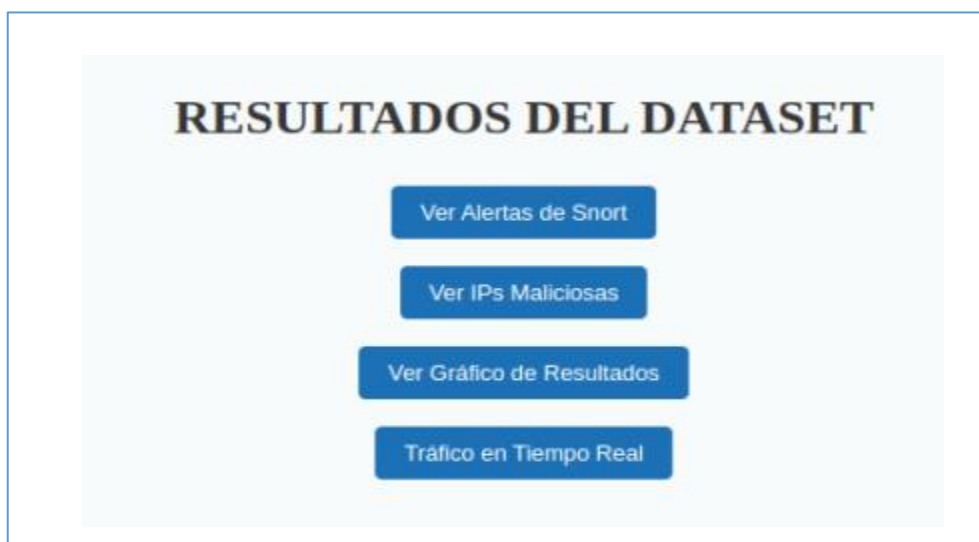 RESULTADOS DEL DATASET
Ver Alertas de Snort
Ver IPs Maliciosas
Ver Gráfico de Resultados
Tráfico en Tiempo Real